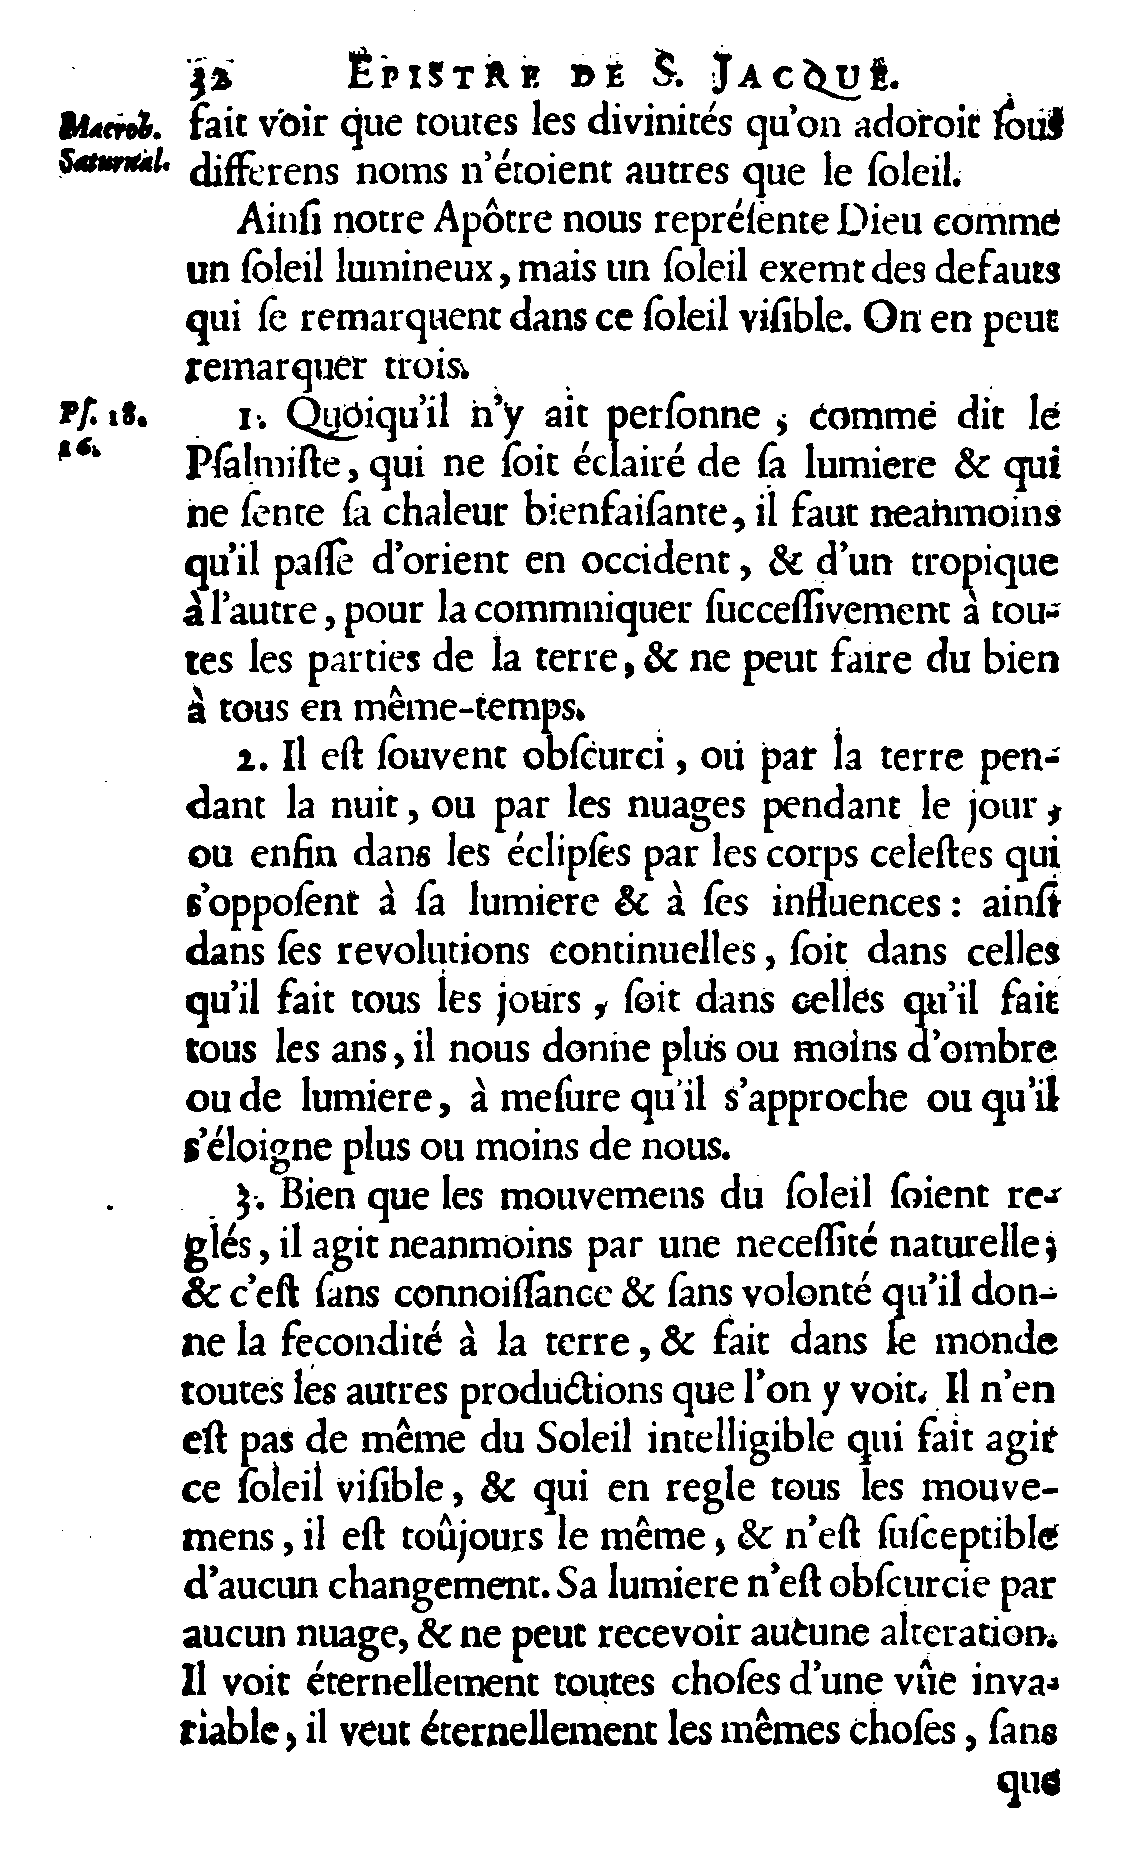 32 EPISTRE DE S. JACQUE.
Macrob. fait voir que toutes les divinités qu'on adoroit ſous
Saturnal. differens noms n'étoient autres que le ſoleil.
Ainſi notre Apôtre nous repréſente Dieu comme
un ſoleil lumineux, mais un ſoleil exemt des defauts
qui ſe remarquent dans ce ſoleil viſible. On en peut
remarquer trois.
Pſ. 18. 1. Quoiqu'il n'y ait perſonne, comme dit le
16. Pſalmiſte, qui ne ſoit éclairé de ſa lumiere & qui
ne ſente ſa chaleur bienfaiſante, il faut neanmoins
qu'il paſſe d'orient en occident, & d'un tropique
à l'autre, pour la commniquer ſucceſſivement à tou-
tes les parties de la terre, & ne peut faire du bien
à tous en même-temps.
2. Il eſt ſouvent obſcurci, ou par la terre pen-
dant la nuit, ou par les nuages pendant le jour,
ou enfin dans les éclipſes par les corps celeſtes qui
s'oppoſent à ſa lumiere & à ſes influences : ainſi
dans ſes revolutions continuelles, ſoit dans celles
qu'il fait tous les jours, ſoit dans celles qu'il fait
tous les ans, il nous donne plus ou moins d'ombre
ou de lumiere, à meſure qu'il s'approche ou qu'il
s'éloigne plus ou moins de nous.
3. Bien que les mouvemens du ſoleil ſoient re-
glés, il agit neanmoins par une neceſſité naturelle;
& c'eſt ſans connoiſſance & ſans volonté qu'il don-
ne la fecondité à la terre, & fait dans le monde
toutes les autres productions que l'on y voit. Il n'en
eſt pas de même du Soleil intelligible qui fait agir
ce ſoleil viſible, & qui en regle tous les mouve-
mens, il eſt toûjours le même, & n'eſt ſuſceptible
d'aucun changement. Sa lumiere n'eſt obſcurcie par
aucun nuage, & ne peut recevoir aucune alteration.
Il voit éternellement toutes choſes d'une vûe inva-
riable, il veut éternellement les mêmes choſes, ſans
que